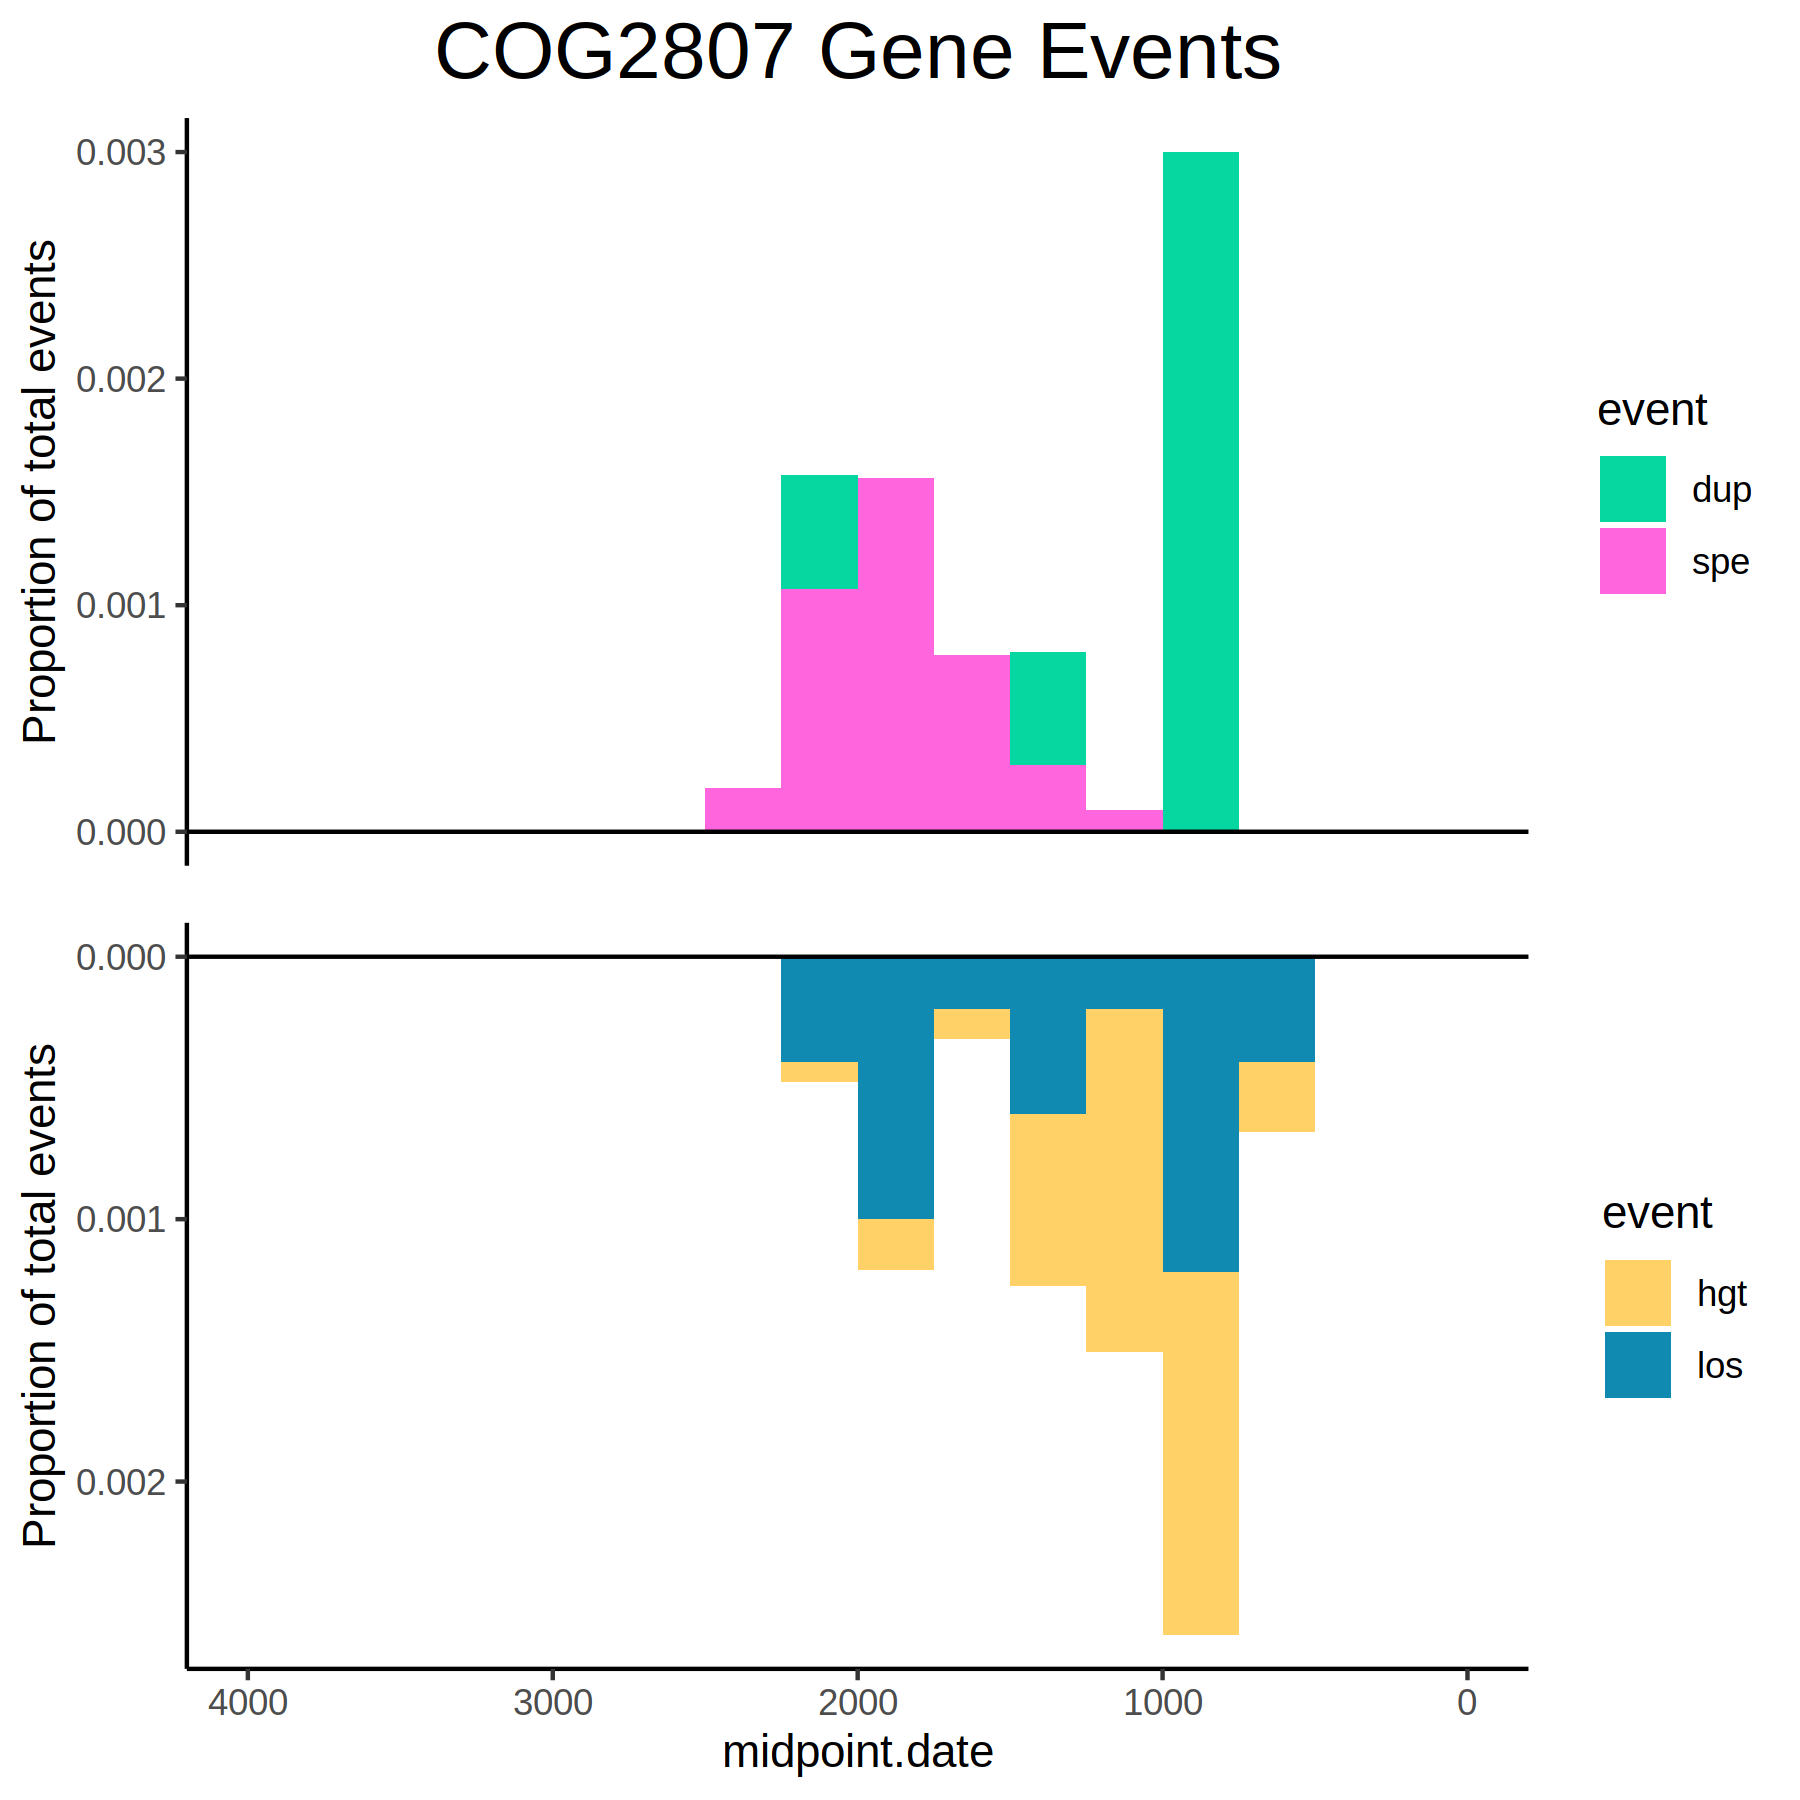 COG2807 Gene Events
Proportion of total events
0.003
0.002
0.001
0.000
event
dup
spe
Proportion of total events
0.000
0.001
0.002
event
hgt
los
4000 3000 2000 1000 0
midpoint.date